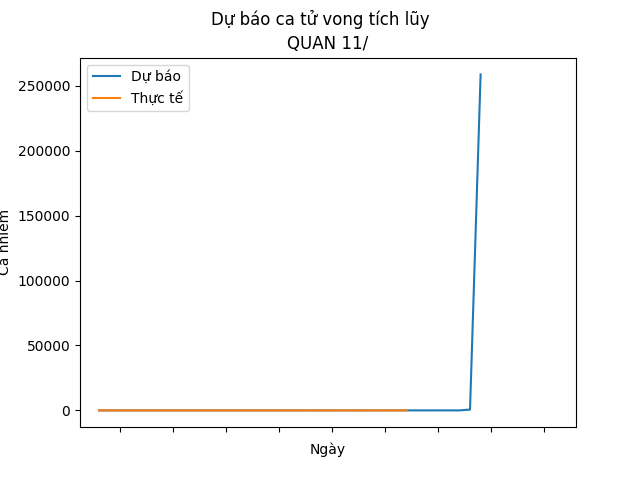 Dự báo ca tử vong tích lũy
QUAN 11/
Dự báo
Thực tế
250000
200000
150000
100000
50000
0
Ca nhiễm
Ngày